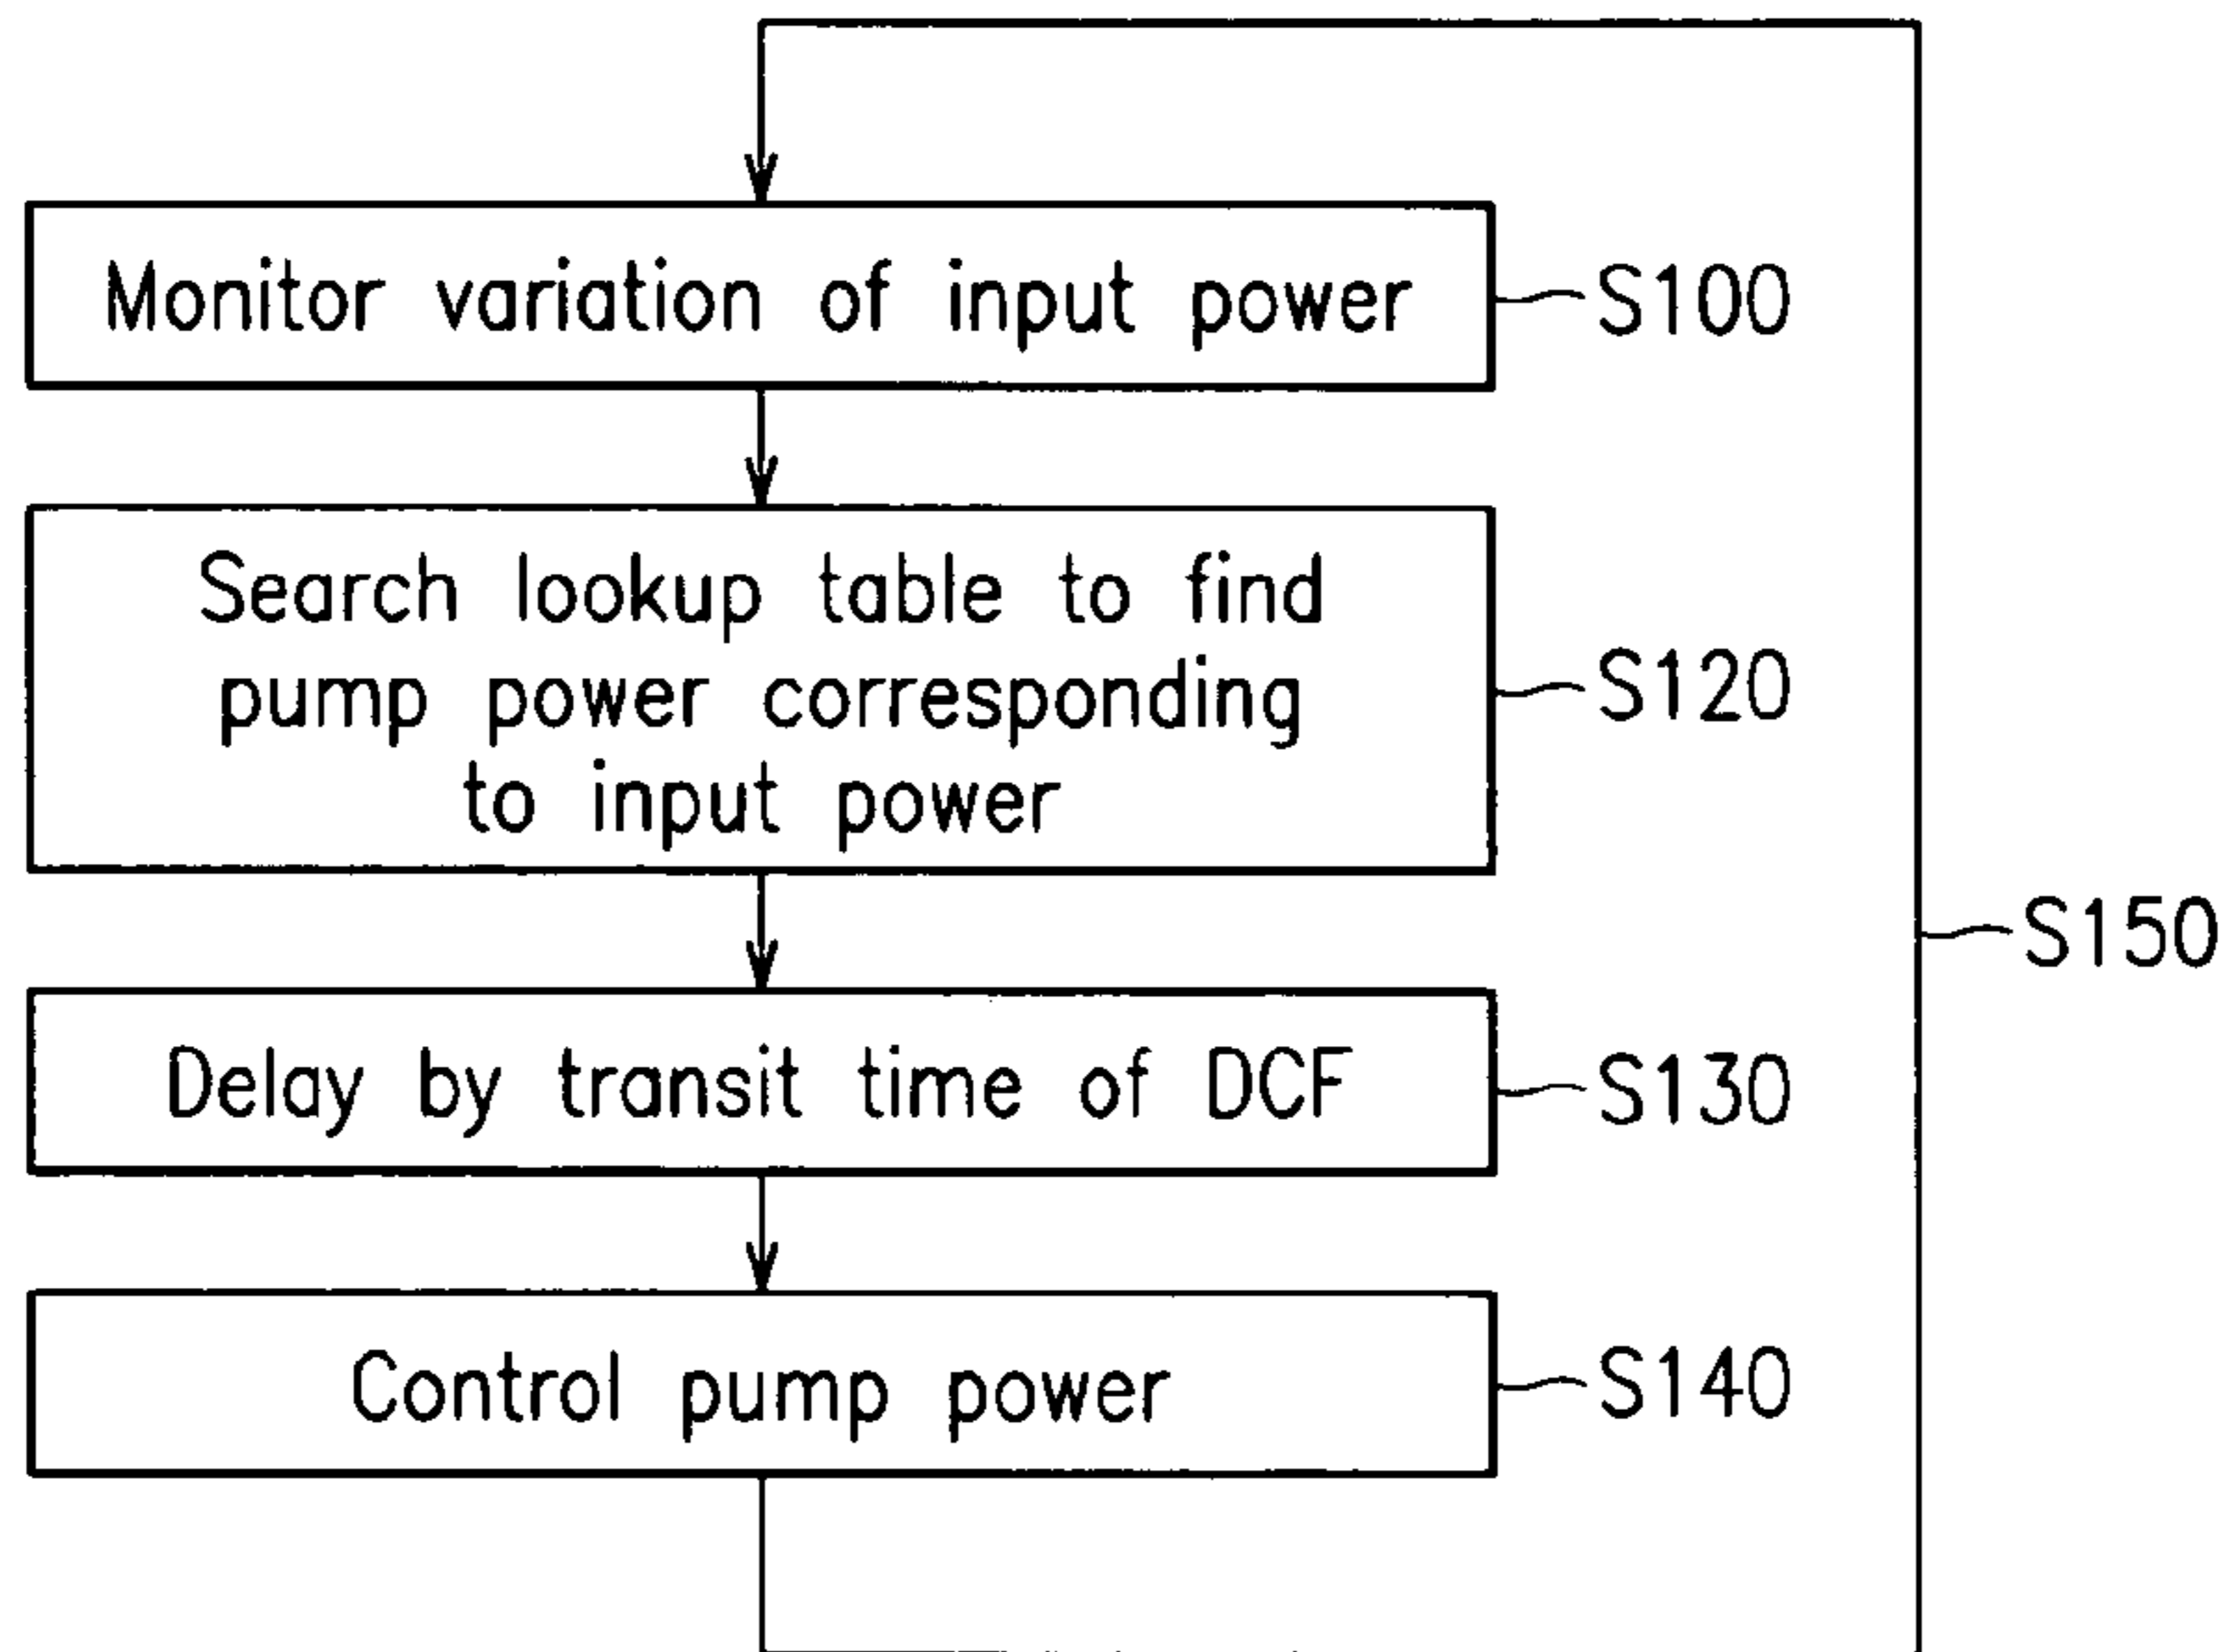 Monitor variation of input power
S100
Search lookup table to find
pump power corresponding
to input power
S120
S150
Delay by transit time of DCF
S130
Control pump power
S140